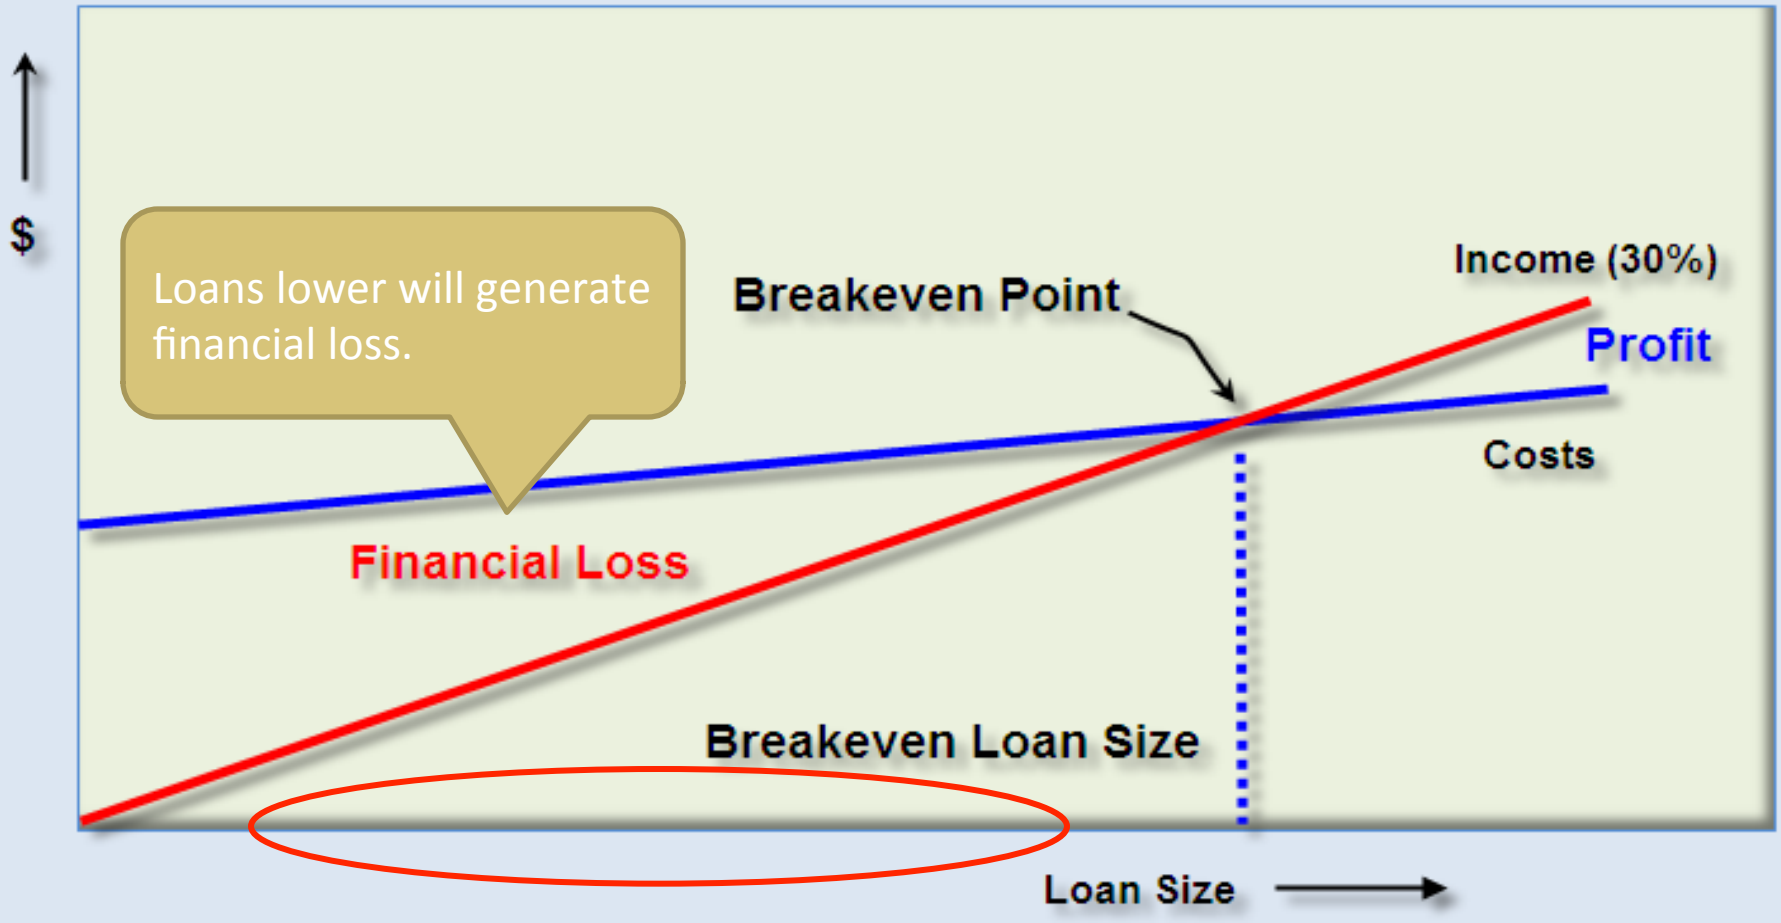 $
Loans lower will generate
financial loss.
Breakeven Point
Income (30%)
Profit
Costs
Financial Loss
Breakeven Loan Size
Loan Size